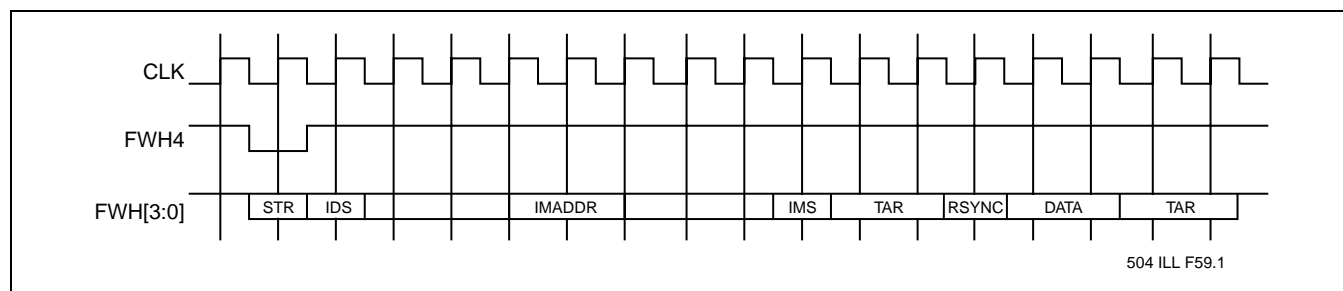 CLK
FWH4
FWH[3:0]
STR IDS IMADDR IMS TAR RSYNC DATA TAR
504 ILL F59.1